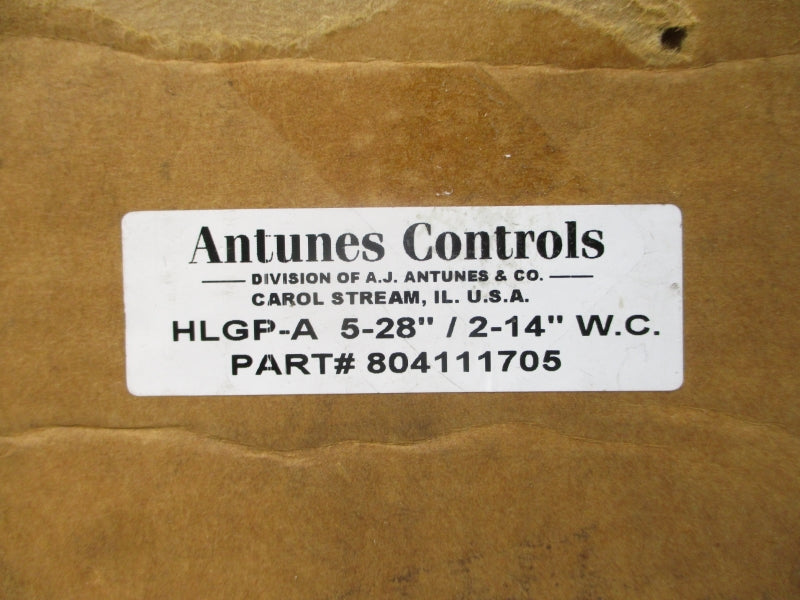 Antunes Controls
DIVISION OF A.J. ANTUNES & CO.
CAROL STREAM, IL. U.S.A.
HLGP-A 5-28" / 2-14" W.C.
PART# 804111705